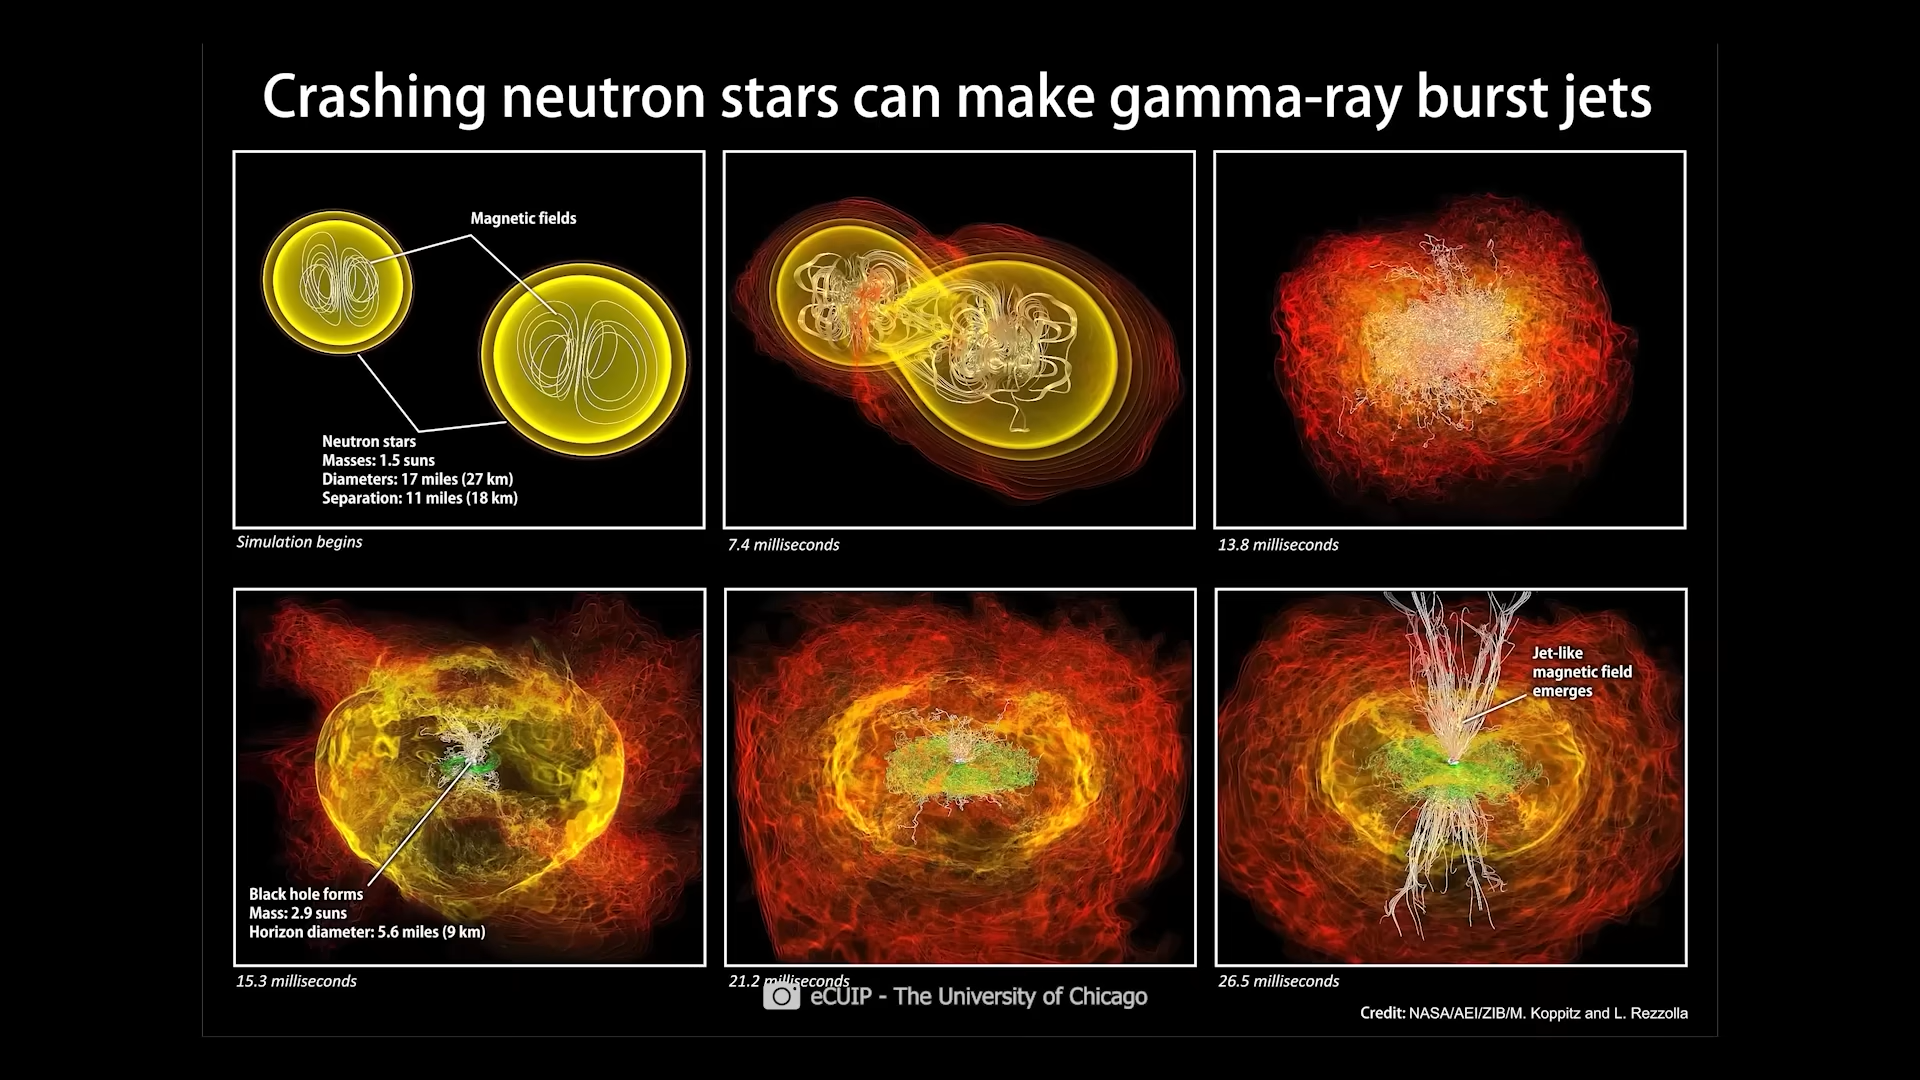 Crashing neutron stars can make gamma-ray burst jets
Magnetic fields
Neutron stars
Masses: 1.5 suns
Diameters: 17 miles (27 km)
Separation: 11 miles (18 km)
Simulation begins
7.4 milliseconds
13.8 milliseconds
Black hole forms
Mass: 2.9 suns
Horizon diameter: 5.6 miles (9 km)
15.3 milliseconds
21.2 milliseconds
Jet-like
magnetic field
emerges
26.5 milliseconds
eCUIP - The University of Chicago
Credit: NASA/AEI/ZIB/M. Koppitz and L. Rezzolla